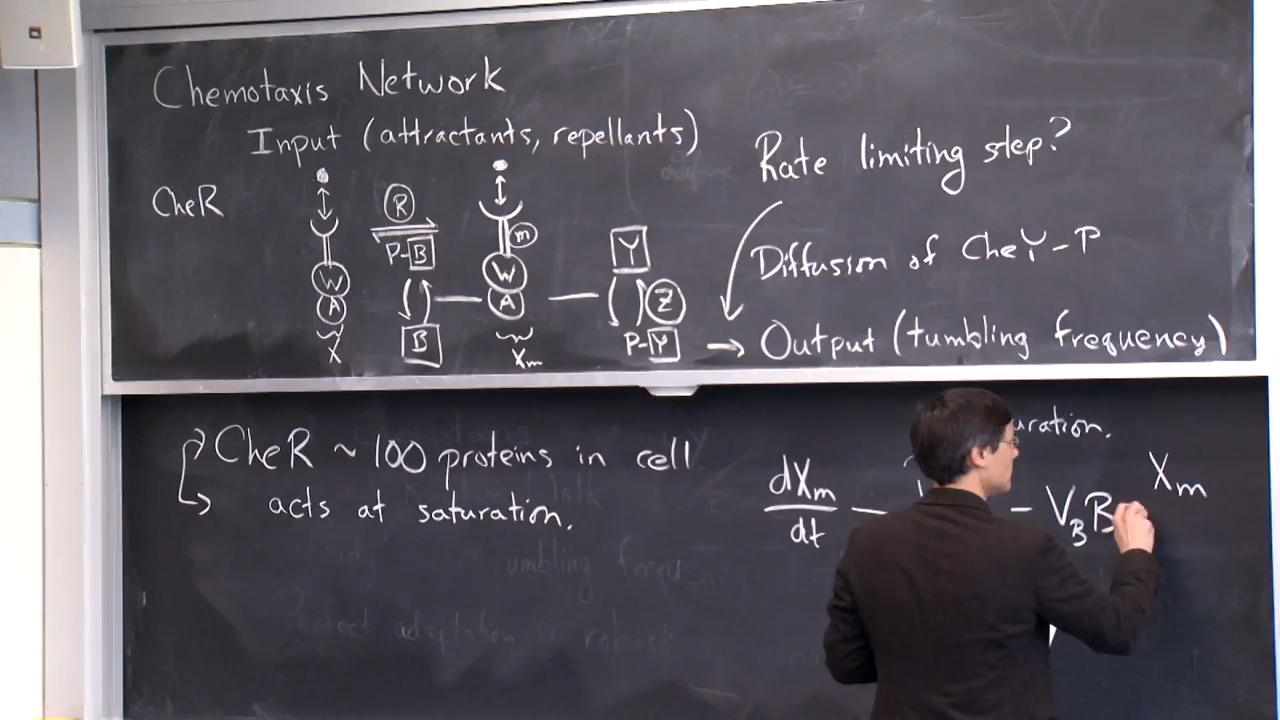 Chemotaxis Network
Input (attractants, repellants)
Rate limiting step?
CheR
R
m
P-B
Y
Diffusion of CheY-P
W
W
A
A
Z
B
P-Y
→ Output (tumbling frequency)
X
Xm
CheR ~ 100 proteins in cell
acts at saturation.
dXm
dt
- VB B
Xm